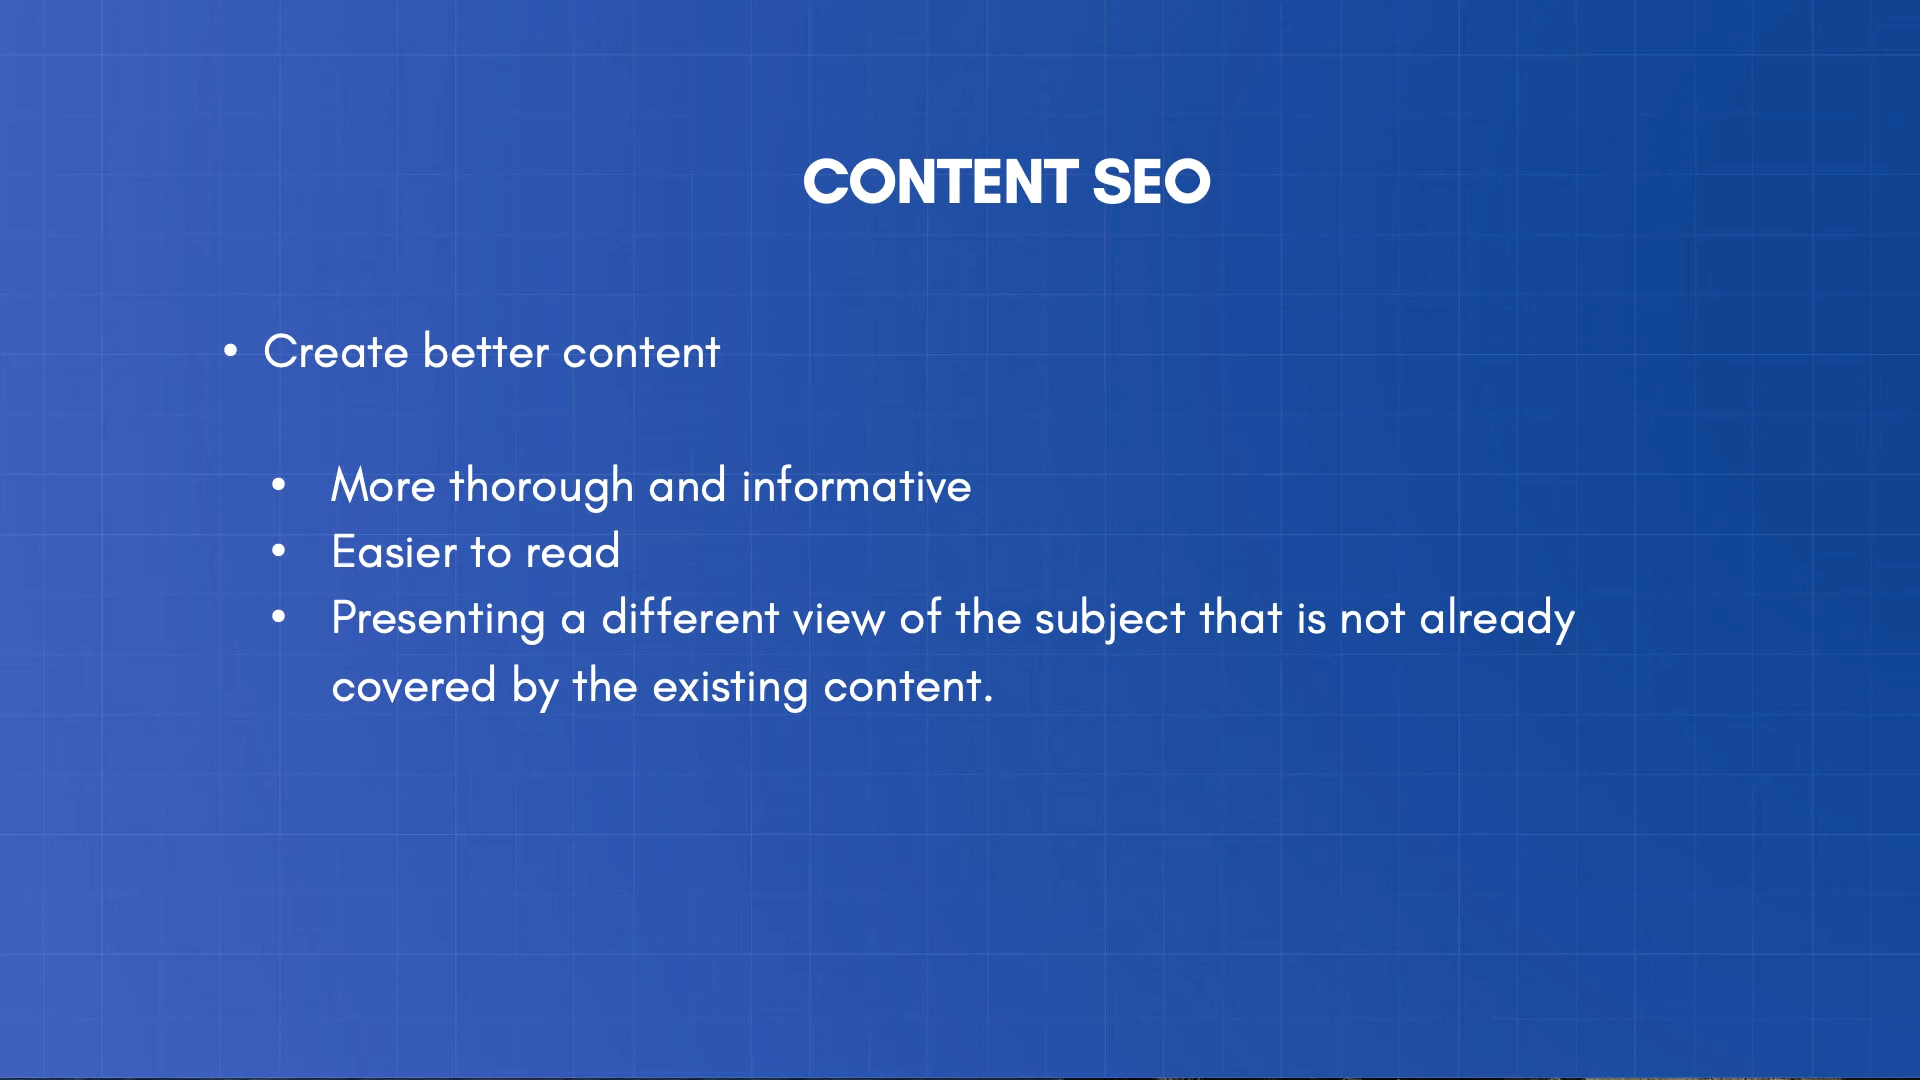 CONTENT SEO
• Create better content
• More thorough and informative
• Easier to read
• Presenting a different view of the subject that is not already
covered by the existing content.